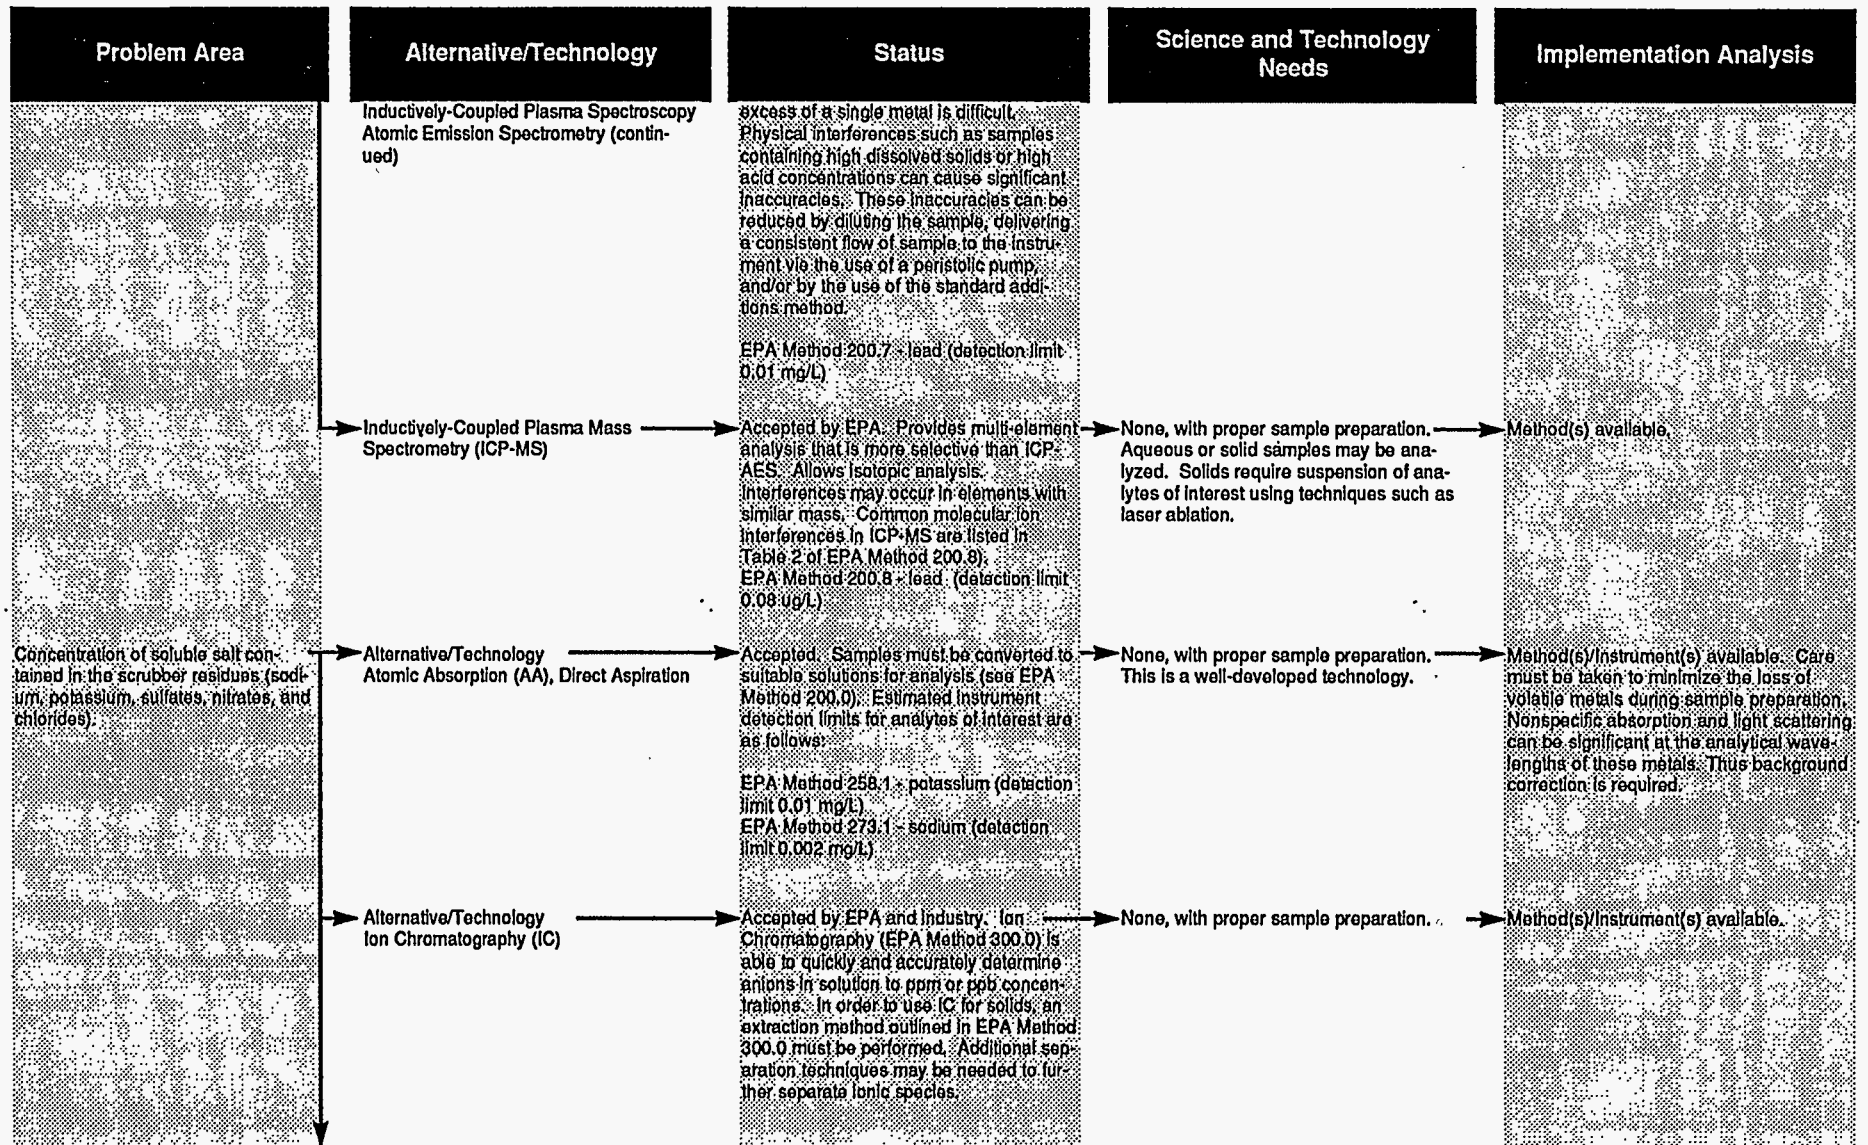 Problem Area
Alternative/Technology
Status
Science and Technology
Needs
Implementation Analysis
Inductively-Coupled Plasma Spectroscopy
Atomic Emission Spectrometry (contin-
ued)
excess of a single metal is difficult.
Physical interferences such as samples
containing high dissolved solids or high
acid concentrations can cause significant
inaccuracies. These inaccuracies can be
reduced by diluting the sample, delivering
a consistent flow of sample to the instru-
ment via the use of a peristolic pump,
and/or by the use of the standard addi-
tions method.
EPA Method 200.7 - lead (detection limit
0.01 mg/L)
Inductively-Coupled Plasma Mass
Spectrometry (ICP-MS)
Accepted by EPA. Provides multi-element
analysis that is more selective than ICP-
AES. Allows isotopic analysis.
Interferences may occur in elements with
similar mass. Common molecular ion
interferences in ICP-MS are listed in
Table 2 of EPA Method 200.8).
EPA Method 200.8 - lead (detection limit
0.08 ug/L)
None, with proper sample preparation.
Aqueous or solid samples may be ana-
lyzed. Solids require suspension of ana-
lytes of interest using techniques such as
laser ablation.
Method(s) available.
Concentration of soluble salt con-
tained in the scrubber residues (sodi-
um, potassium, sulfates, nitrates, and
chlorides).
Alternative/Technology
Atomic Absorption (AA), Direct Aspiration
Accepted. Samples must be converted to
suitable solutions for analysis (see EPA
Method 200.0). Estimated instrument
detection limits for analytes of interest are
as follows:
EPA Method 258.1 - potassium (detection
limit 0.01 mg/L)
EPA Method 273.1 - sodium (detection
limit 0.002 mg/L)
None, with proper sample preparation.
This is a well-developed technology.
Method(s)/Instrument(s) available. Care
must be taken to minimize the loss of
volatile metals during sample preparation.
Nonspecific absorption and light scattering
can be significant at the analytical wave-
lengths of these metals. Thus background
correction is required.
Alternative/Technology
Ion Chromatography (IC)
Accepted by EPA and Industry. Ion
Chromatography (EPA Method 300.0) is
able to quickly and accurately determine
anions in solution to ppm or ppb concen-
trations. In order to use IC for solids, an
extraction method outlined in EPA Method
300.0 must be performed. Additional sep-
aration techniques may be needed to fur-
ther separate ionic species.
None, with proper sample preparation.
Method(s)/Instrument(s) available.